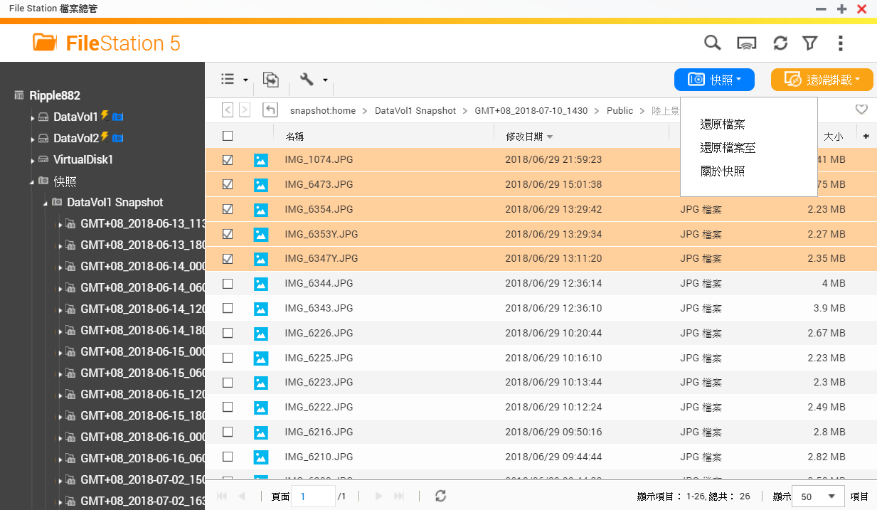 File Station 檔案總管
FileStation 5
Ripple882
DataVol1
DataVol2
VirtualDisk1
快照
DataVol1 Snapshot
GMT+08_2018-06-13_113
GMT+08_2018-06-13_180
GMT+08_2018-06-14_000
GMT+08_2018-06-14_060
GMT+08_2018-06-14_120
GMT+08_2018-06-14_180
GMT+08_2018-06-15_000
GMT+08_2018-06-15_060
GMT+08_2018-06-15_120
GMT+08_2018-06-15_180
GMT+08_2018-06-16_000
GMT+08_2018-06-16_060
GMT+08_2018-07-02_150
GMT+08_2018-07-02_163
快照
遠端掛載
snapshot:home > DataVol1 Snapshot > GMT+08_2018-07-10_1430 > Public > 陸上景
還原檔案
還原檔案至
關於快照
名稱 修改日期 大小
IMG_1074.JPG 2018/06/29 21:59:23 41 MB
IMG_6473.JPG 2018/06/29 15:01:38 75 MB
IMG_6354.JPG 2018/06/29 13:29:42 JPG 檔案 2.23 MB
IMG_6353Y.JPG 2018/06/29 13:29:34 JPG 檔案 2.27 MB
IMG_6347Y.JPG 2018/06/29 13:11:20 JPG 檔案 2.35 MB
IMG_6344.JPG 2018/06/29 12:36:14 JPG 檔案 4 MB
IMG_6343.JPG 2018/06/29 12:36:10 JPG 檔案 3.9 MB
IMG_6226.JPG 2018/06/29 10:20:44 JPG 檔案 2.67 MB
IMG_6225.JPG 2018/06/29 10:16:10 JPG 檔案 2.23 MB
IMG_6223.JPG 2018/06/29 10:13:44 JPG 檔案 2.3 MB
IMG_6222.JPG 2018/06/29 10:12:24 JPG 檔案 2.49 MB
IMG_6216.JPG 2018/06/29 09:50:16 JPG 檔案 2.8 MB
IMG_6210.JPG 2018/06/29 09:44:44 JPG 檔案 2.82 MB
頁面 1 /1 顯示項目： 1-26, 總共： 26 顯示 50 項目